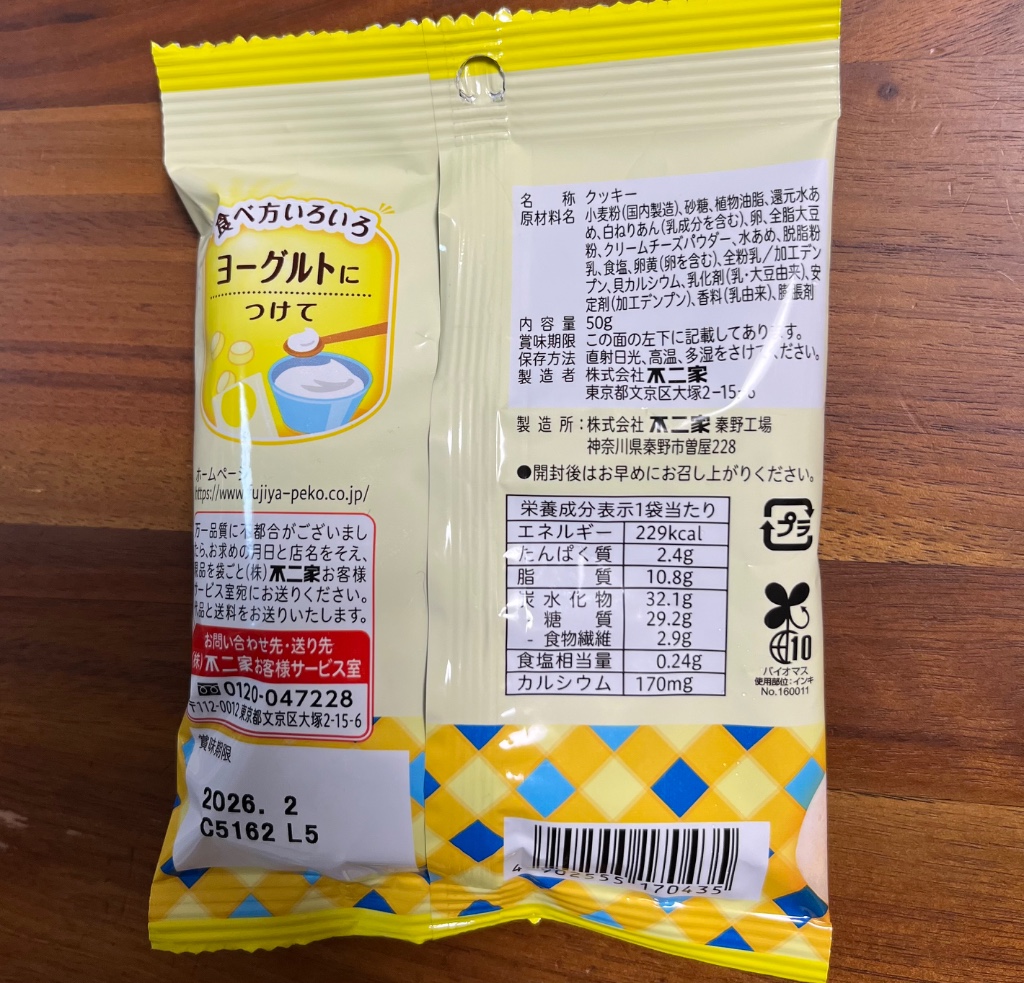 食べ方いろいろ
ヨーグルトに
つけて
ホームページ
https://www.fujiya-peko.co.jp/
万一品質に不都合がございまし
たら、お求めの月日と店名をそえ、
現品を袋ごと(株)不二家お客様
サービス室宛にお送りください。
代品と送料をお送りいたします。
お問い合わせ先・送り先
(株)不二家お客様サービス室
0120-047228
〒112-0012 東京都文京区大塚2-15-6
賞味期限
2026. 2
C5162 L5
名称 クッキー
原材料名 小麦粉(国内製造)、砂糖、植物油脂、還元水あ
め、白ねりあん(乳成分を含む)、卵、全脂大豆
粉、クリームチーズパウダー、水あめ、脱脂粉
乳、食塩、卵黄(卵を含む)、全粉乳/加工デン
プン、貝カルシウム、乳化剤(乳・大豆由来)、安
定剤(加工デンプン)、香料(乳由来)、膨張剤
内容量 50g
賞味期限 この面の左下に記載してあります。
保存方法 直射日光、高温、多湿をさけてください。
製造者 株式会社 不二家
東京都文京区大塚2-15-6
製造所:株式会社 不二家 秦野工場
神奈川県秦野市曽屋228
●開封後はお早めにお召し上がりください。
栄養成分表示1袋当たり
エネルギー 229kcal
たんぱく質 2.4g
脂質 10.8g
炭水化物 32.1g
- 糖質 29.2g
- 食物繊維 2.9g
食塩相当量 0.24g
カルシウム 170mg
プラ
10
バイオマス
使用部位:インキ
No.160011
4 902555 170435